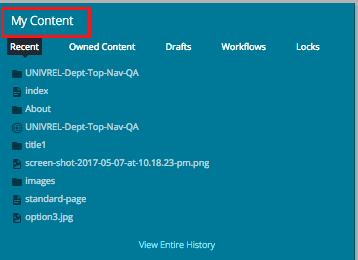 My Content
Recent Owned Content Drafts Workflows Locks
UNIVREL-Dept-Top-Nav-QA
index
About
UNIVREL-Dept-Top-Nav-QA
title1
screen-shot-2017-05-07-at-10.18.23-pm.png
images
standard-page
option3.jpg
View Entire History